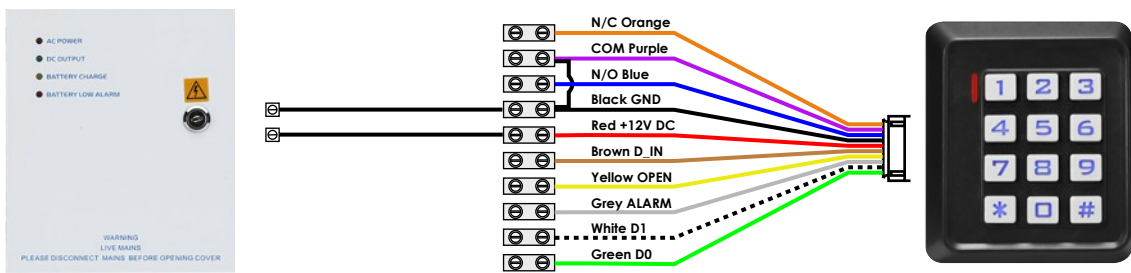 AC POWER
DC OUTPUT
BATTERY CHARGE
BATTERY LOW ALARM
WARNING
LIVE MAINS
PLEASE DISCONNECT MAINS BEFORE OPENING COVER
N/C Orange
COM Purple
N/O Blue
Black GND
Red +12V DC
Brown D_IN
Yellow OPEN
Grey ALARM
White D1
Green D0
1 2 3
4 5 6
7 8 9
* 0 #